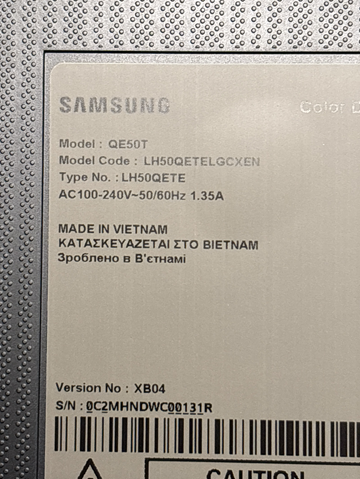 SAMSUNG
Color
Model : QE50T
Model Code : LH50QETELGCXEN
Type No. : LH50QETE
AC100-240V~50/60Hz 1.35A
MADE IN VIETNAM
ΚΑΤΑΣΚΕΥΑΖΕΤΑΙ ΣΤΟ ΒΙΕΤΝΑΜ
Зроблено в В'єтнамі
Version No : XB04
S/N : 0C2MHNDWC00131R
CAUTION